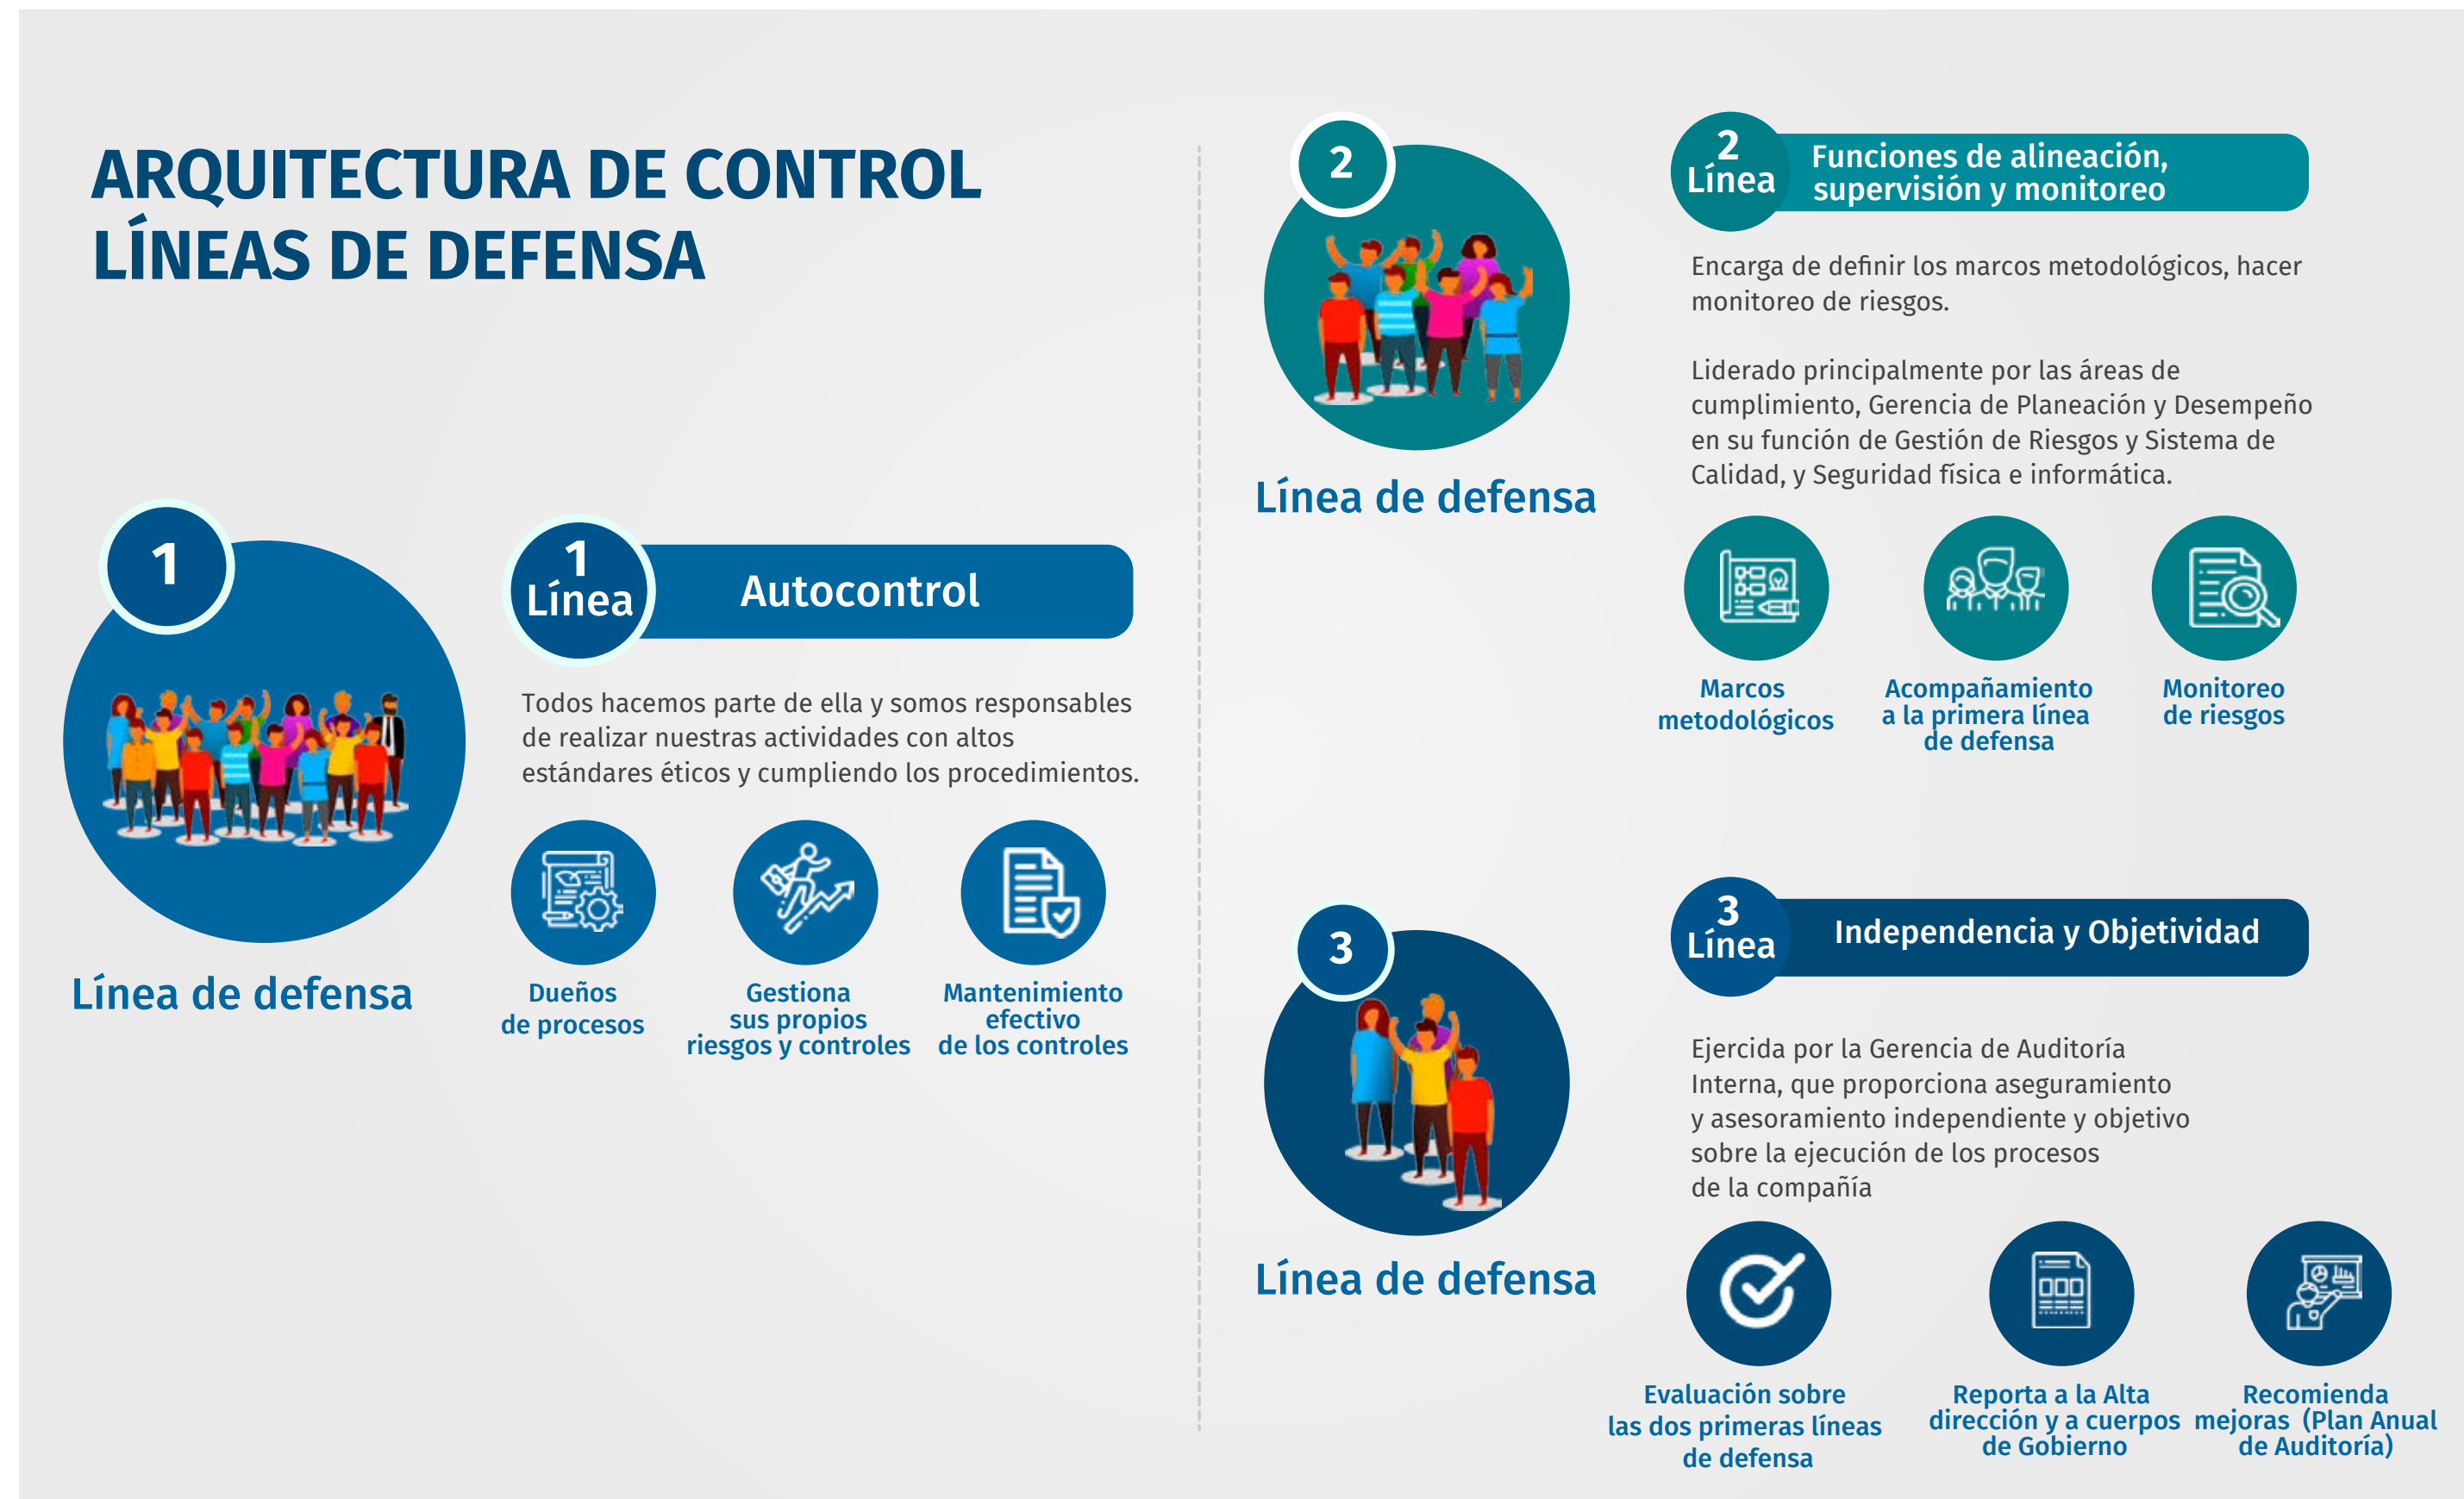 ARQUITECTURA DE CONTROL
LÍNEAS DE DEFENSA
1
Línea de defensa
1
Línea
Autocontrol
Todos hacemos parte de ella y somos responsables
de realizar nuestras actividades con altos
estándares éticos y cumpliendo los procedimientos.
Dueños
de procesos
Gestiona
sus propios
riesgos y controles
Mantenimiento
efectivo
de los controles
2
Línea de defensa
2
Línea
Funciones de alineación,
supervisión y monitoreo
Encarga de definir los marcos metodológicos, hacer
monitoreo de riesgos.
Liderado principalmente por las áreas de
cumplimiento, Gerencia de Planeación y Desempeño
en su función de Gestión de Riesgos y Sistema de
Calidad, y Seguridad física e informática.
Marcos
metodológicos
Acompañamiento
a la primera línea
de defensa
Monitoreo
de riesgos
3
Línea de defensa
3
Línea
Independencia y Objetividad
Ejercida por la Gerencia de Auditoría
Interna, que proporciona aseguramiento
y asesoramiento independiente y objetivo
sobre la ejecución de los procesos
de la compañía
Evaluación sobre
las dos primeras líneas
de defensa
Reporta a la Alta
dirección y a cuerpos
de Gobierno
Recomienda
mejoras (Plan Anual
de Auditoría)